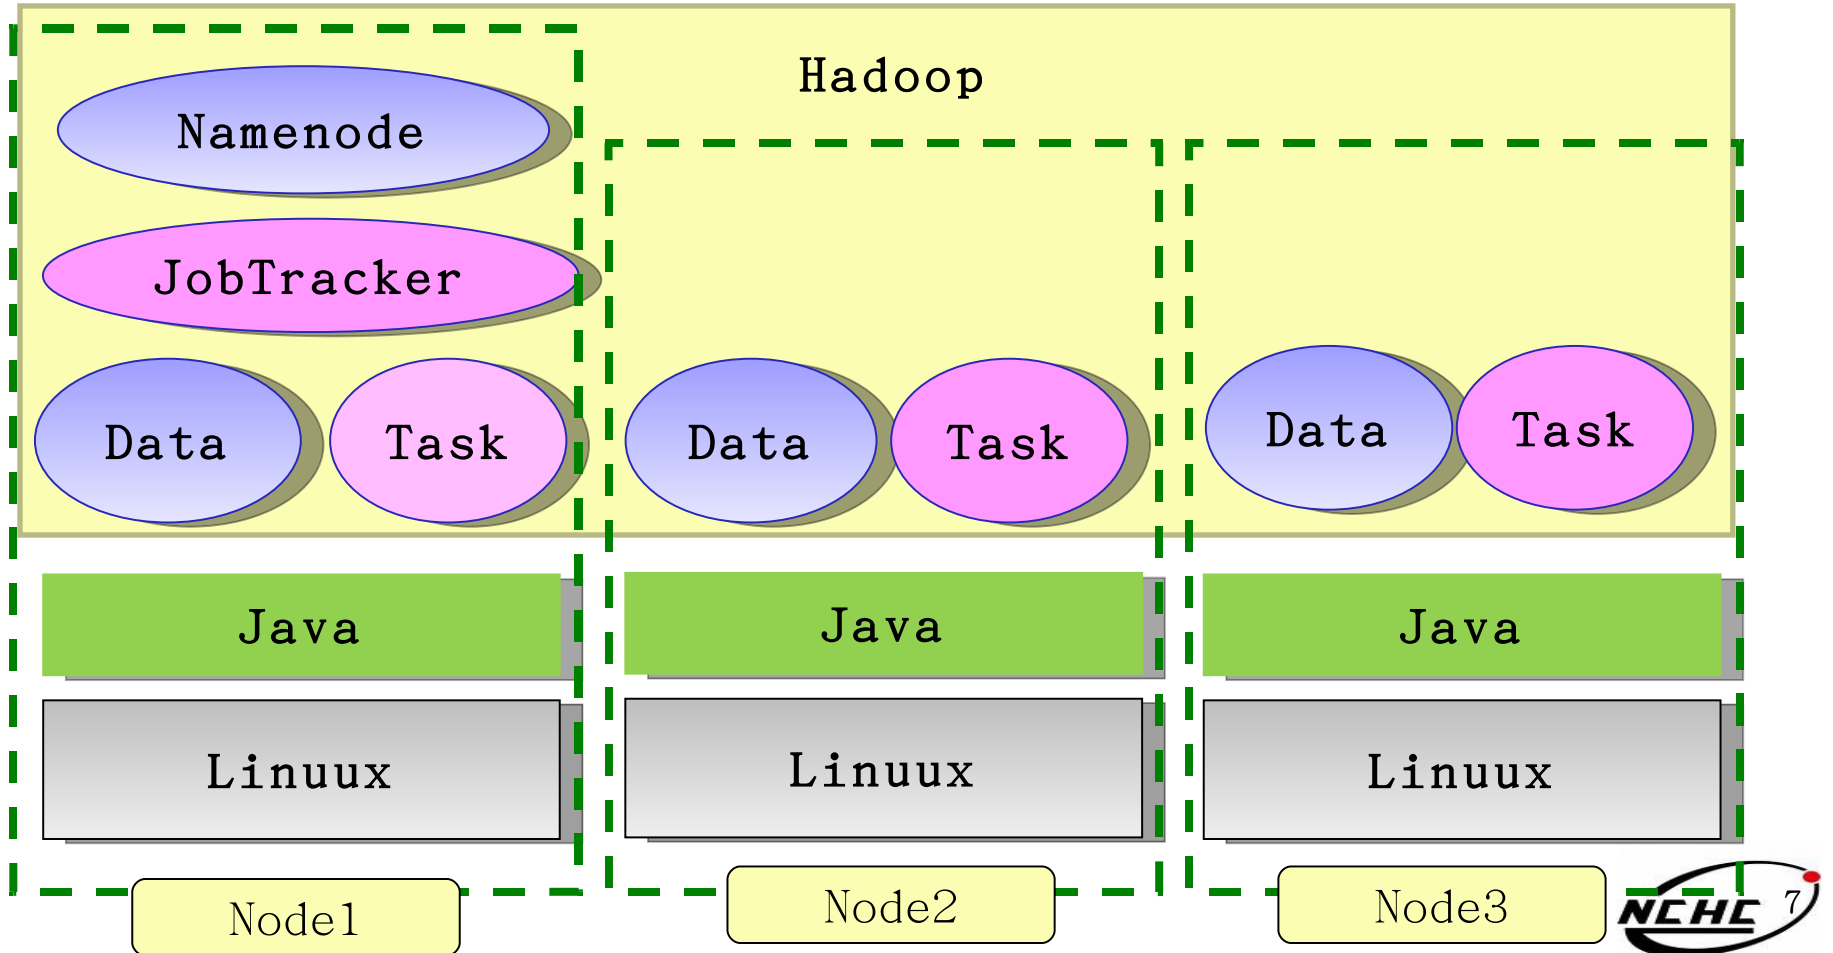 Hadoop
Namenode
JobTracker
Data
Task
Data
Task
Data
Task
Java
Java
Java
Linuux
Linuux
Linuux
Node1
Node2
Node3
NCHC
7